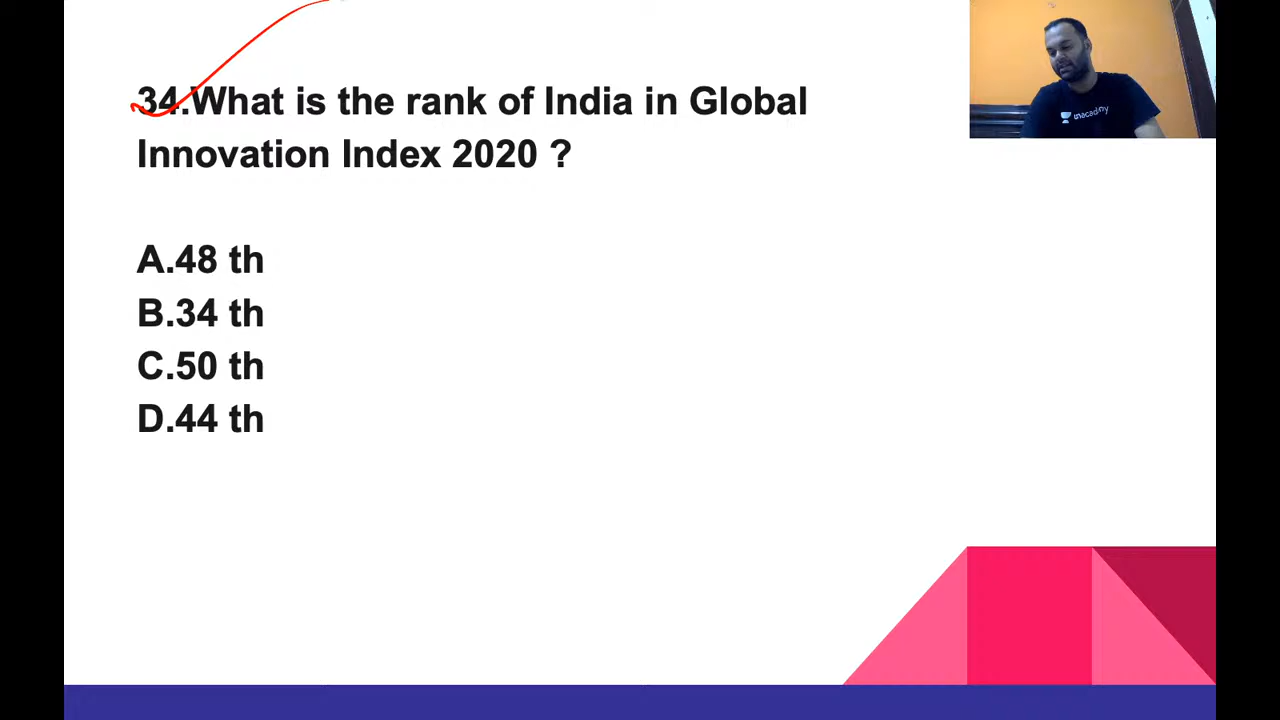 34.What is the rank of India in Global
Innovation Index 2020 ?
A.48 th
B.34 th
C.50 th
D.44 th
unacademy